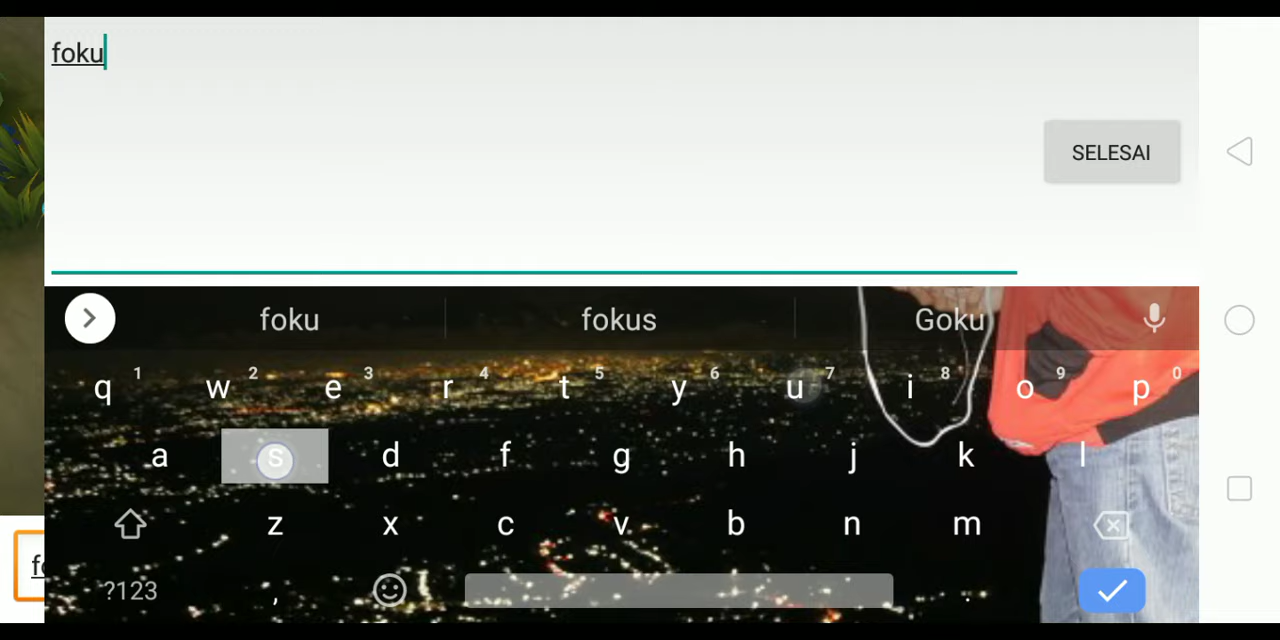 foku
SELESAI
foku fokus Goku
q 1 w 2 e 3 r 4 t 5 y 6 u 7 i 8 o 9 p 0
a s d f g h j k l
z x c v b n m
?123 , .